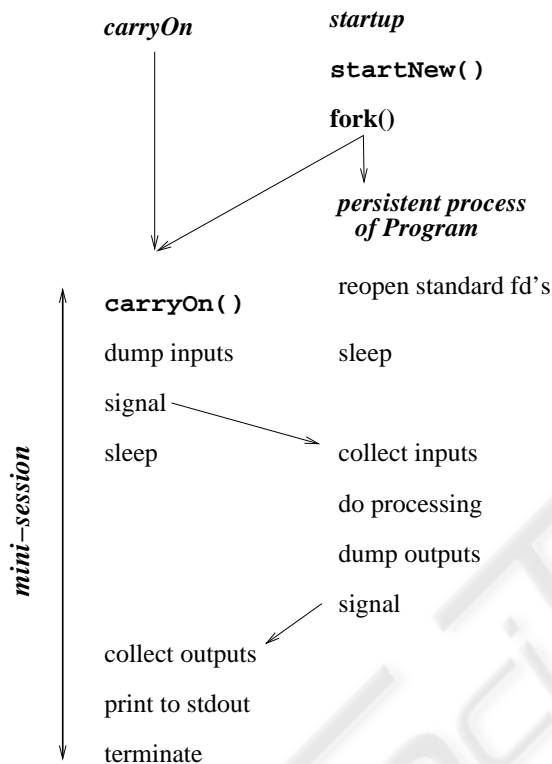 carryOn
startup
startNew()
fork()
persistent process
of Program
reopen standard fd's
carryOn()
dump inputs
sleep
signal
sleep
collect inputs
do processing
dump outputs
signal
collect outputs
print to stdout
terminate
mini−session